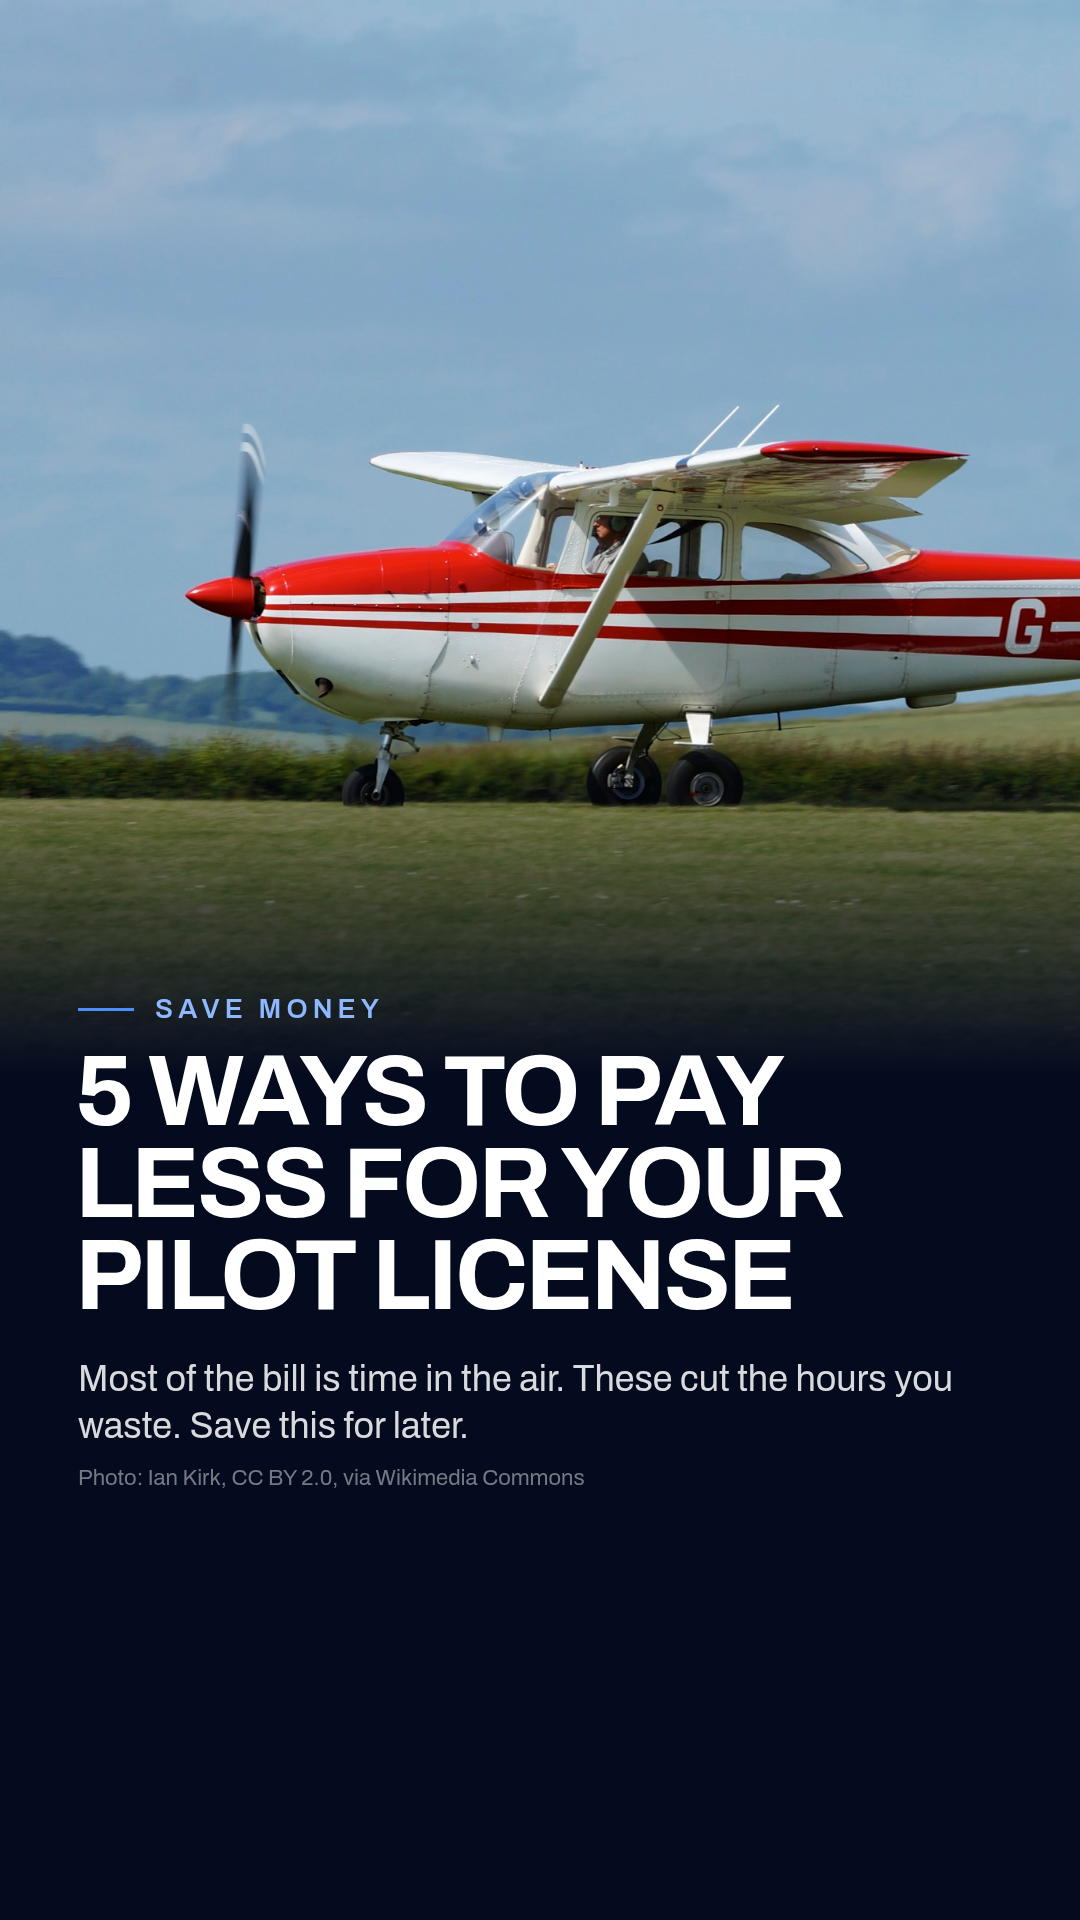 G-
SAVE MONEY
5 WAYS TO PAY
LESS FOR YOUR
PILOT LICENSE
Most of the bill is time in the air. These cut the hours you
waste. Save this for later.
Photo: Ian Kirk, CC BY 2.0, via Wikimedia Commons